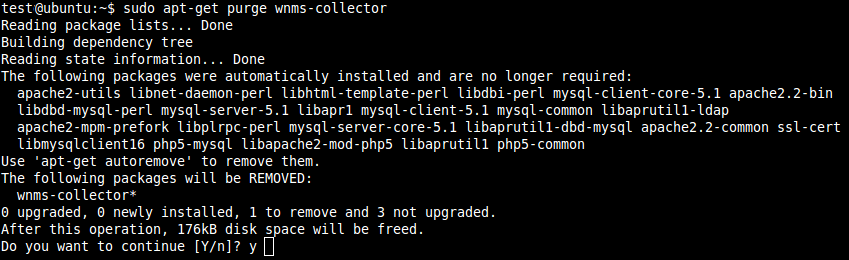 test@ubuntu:~$ sudo apt-get purge wnms-collector
Reading package lists... Done
Building dependency tree
Reading state information... Done
The following packages were automatically installed and are no longer required:
  apache2-utils libnet-daemon-perl libhtml-template-perl libdbi-perl mysql-client-core-5.1 apache2.2-bin
  libdbd-mysql-perl mysql-server-5.1 libapr1 mysql-client-5.1 mysql-common libaprutil1-ldap
  apache2-mpm-prefork libplrpc-perl mysql-server-core-5.1 libaprutil1-dbd-mysql apache2.2-common ssl-cert
  libmysqlclient16 php5-mysql libapache2-mod-php5 libaprutil1 php5-common
Use 'apt-get autoremove' to remove them.
The following packages will be REMOVED:
  wnms-collector*
0 upgraded, 0 newly installed, 1 to remove and 3 not upgraded.
After this operation, 176kB disk space will be freed.
Do you want to continue [Y/n]? y